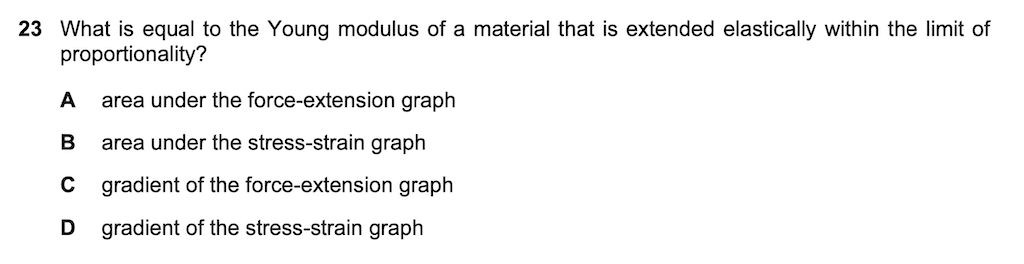 23 What is equal to the Young modulus of a material that is extended elastically within the limit of
proportionality?
A area under the force-extension graph
B area under the stress-strain graph
C gradient of the force-extension graph
D gradient of the stress-strain graph